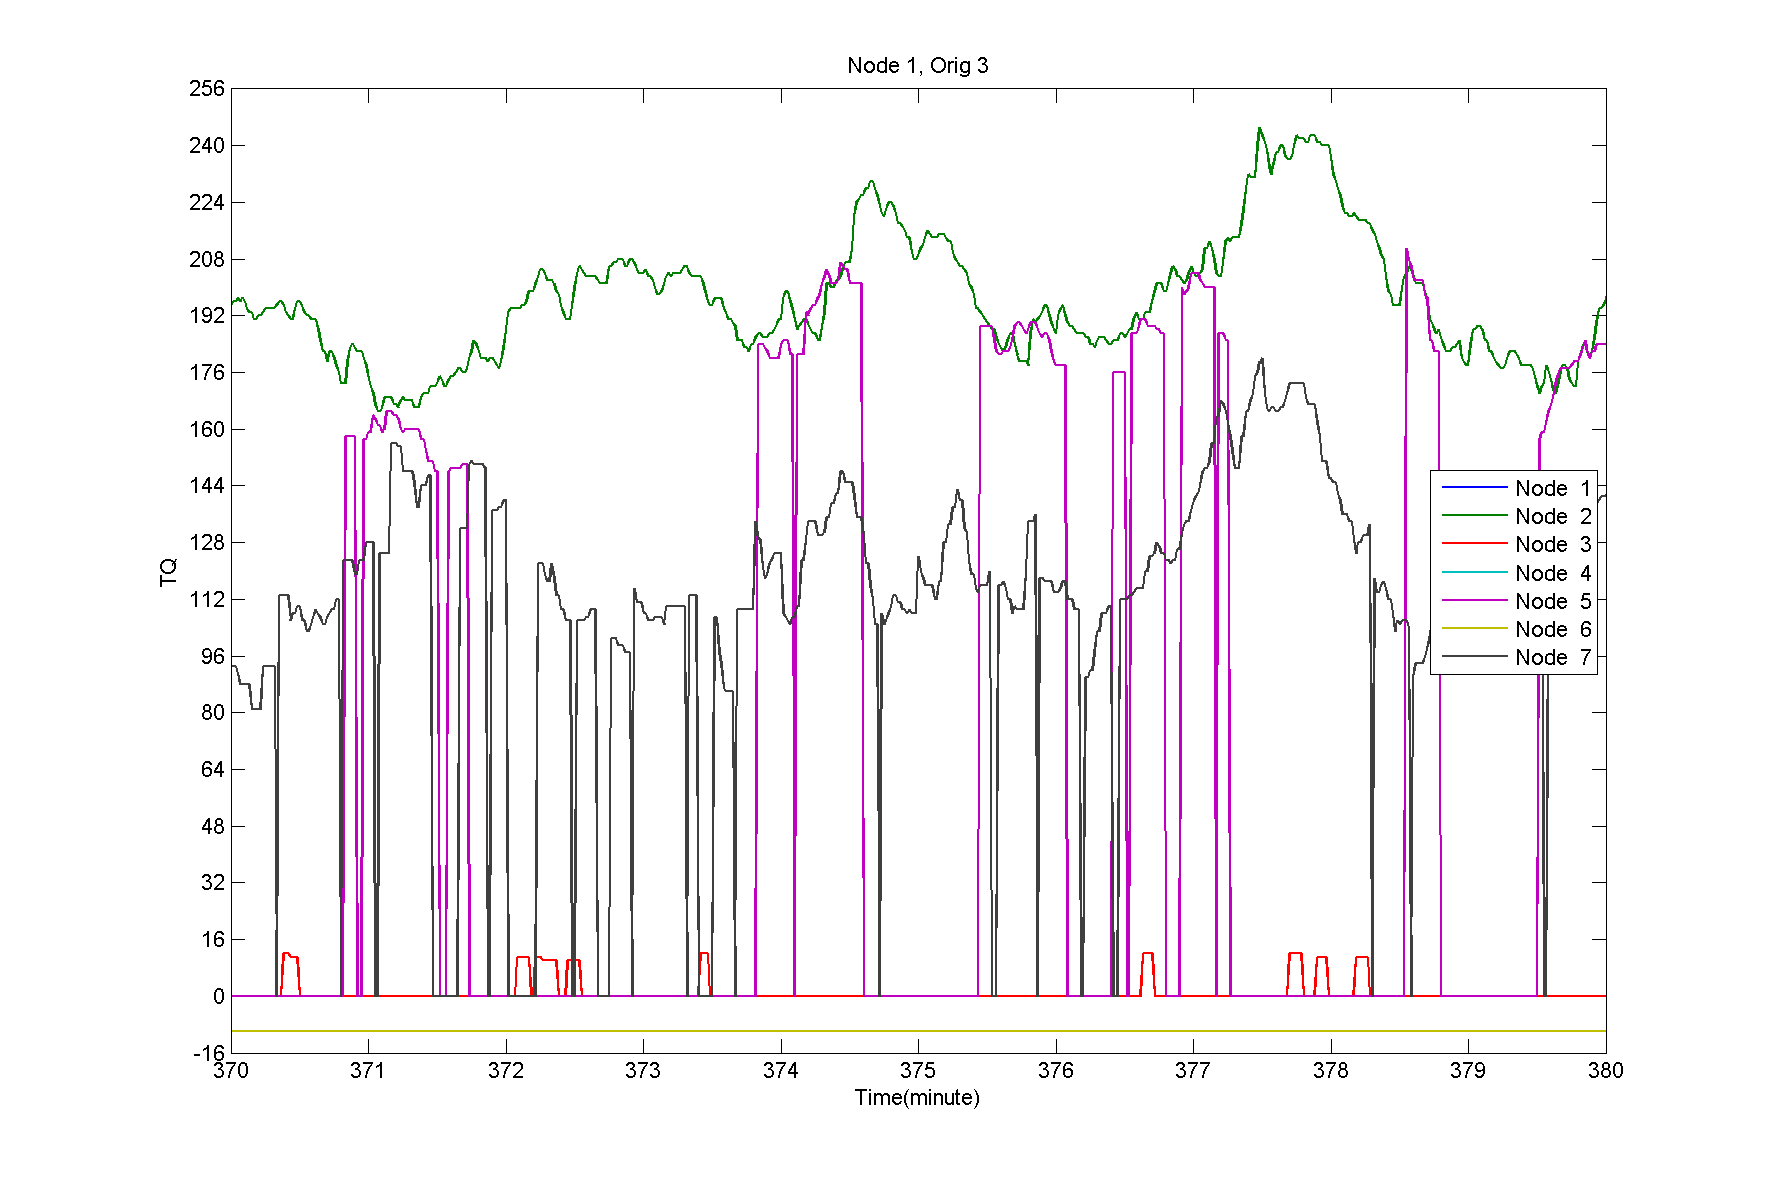 Node 1, Orig 3
256
240
224
208
192
176
160
144
128
112
96
80
64
48
32
16
0
-16
TQ
Node 1
Node 2
Node 3
Node 4
Node 5
Node 6
Node 7
370 371 372 373 374 375 376 377 378 379 380
Time(minute)